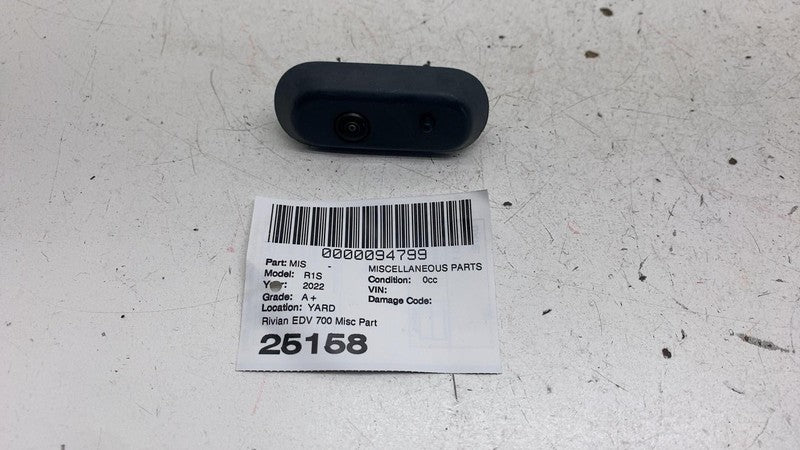 0000094799
Part: MIS - MISCELLANEOUS PARTS
Model: R1S Condition: 0cc
Year: 2022 VIN:
Grade: A+ Damage Code:
Location: YARD
Rivian EDV 700 Misc Part
25158